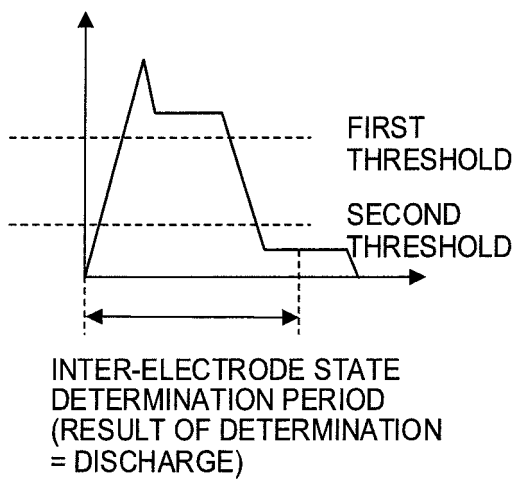 FIRST
THRESHOLD
SECOND
THRESHOLD
INTER-ELECTRODE STATE
DETERMINATION PERIOD
(RESULT OF DETERMINATION
= DISCHARGE)